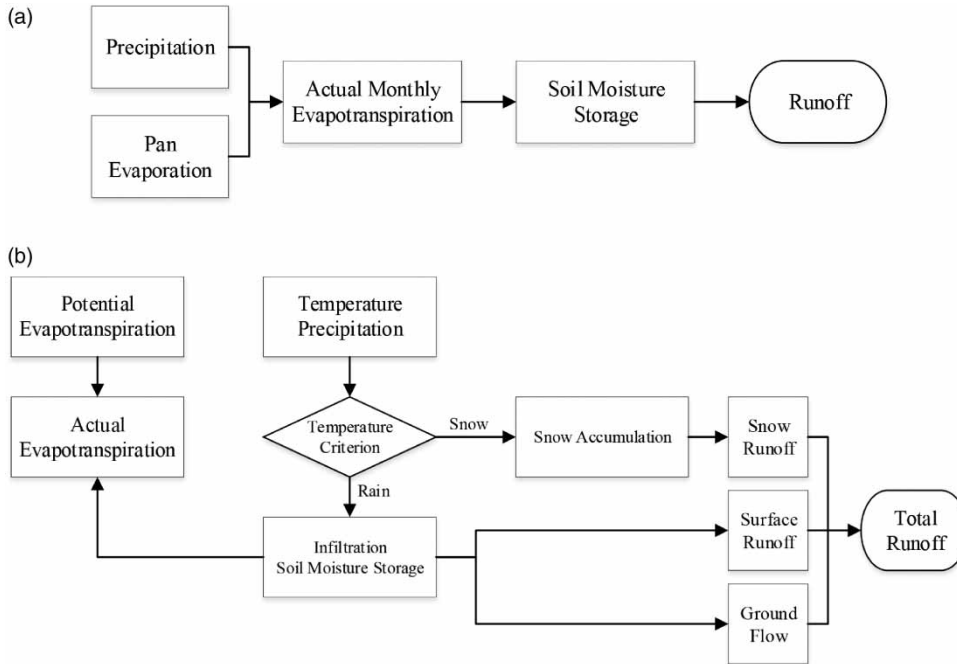 (a)
Precipitation
Pan
Evaporation
Actual Monthly
Evapotranspiration
Soil Moisture
Storage
Runoff
(b)
Potential
Evapotranspiration
Temperature
Precipitation
Actual
Evapotranspiration
Temperature
Criterion
Snow
Snow Accumulation
Snow
Runoff
Rain
Infiltration
Soil Moisture Storage
Surface
Runoff
Total
Runoff
Ground
Flow